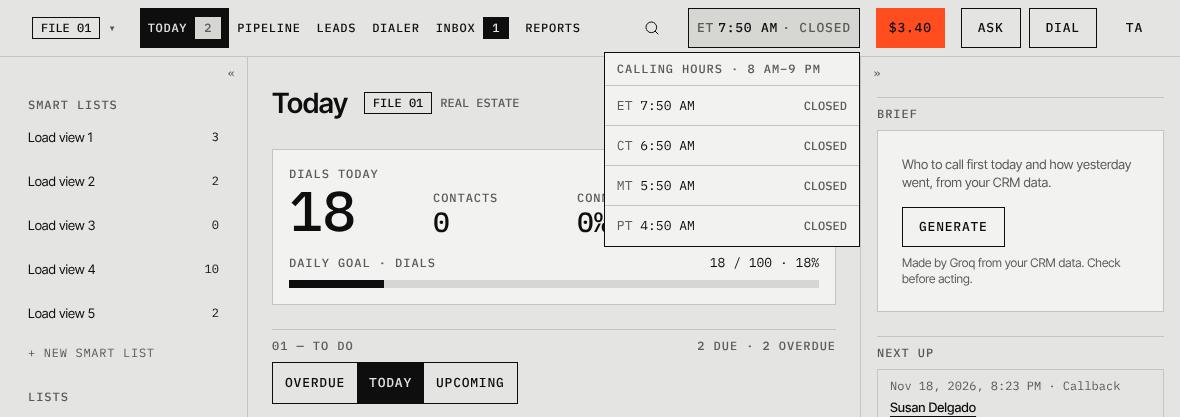 FILE 01 ▾ TODAY 2 PIPELINE LEADS DIALER INBOX 1 REPORTS ET 7:50 AM · CLOSED $3.40 ASK DIAL TA
«
SMART LISTS
Load view 1 3
Load view 2 2
Load view 3 0
Load view 4 10
Load view 5 2
+ NEW SMART LIST
LISTS
Today FILE 01 REAL ESTATE
DIALS TODAY
18
CONTACTS
0
0%
DAILY GOAL · DIALS 18 / 100 · 18%
01 — TO DO 2 DUE · 2 OVERDUE
OVERDUE TODAY UPCOMING
CALLING HOURS · 8 AM–9 PM
ET 7:50 AM CLOSED
CT 6:50 AM CLOSED
MT 5:50 AM CLOSED
PT 4:50 AM CLOSED
»
BRIEF
Who to call first today and how yesterday
went, from your CRM data.
GENERATE
Made by Groq from your CRM data. Check
before acting.
NEXT UP
Nov 18, 2026, 8:23 PM · Callback
Susan Delgado